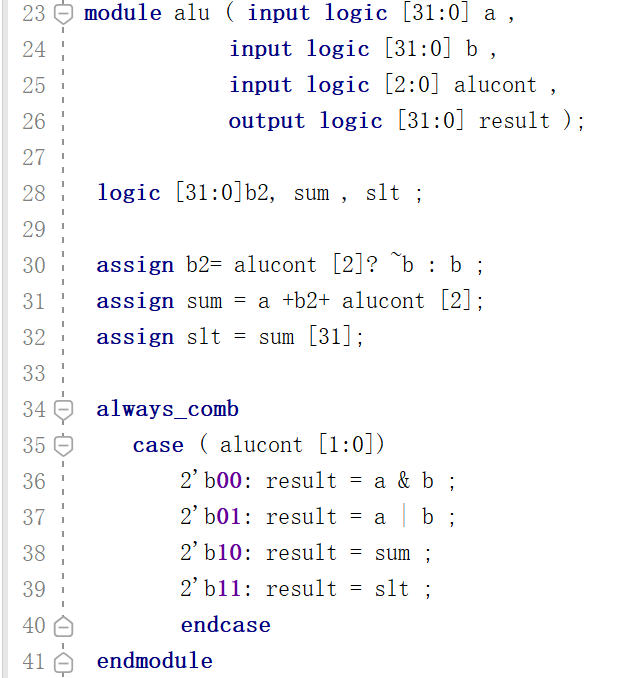 23 module alu ( input logic [31:0] a ,
24 input logic [31:0] b ,
25 input logic [2:0] alucont ,
26 output logic [31:0] result );
27
28 logic [31:0]b2, sum , slt ;
29
30 assign b2= alucont [2]? ~b : b ;
31 assign sum = a +b2+ alucont [2];
32 assign slt = sum [31];
33
34 always_comb
35 case ( alucont [1:0])
36 2'b00: result = a & b ;
37 2'b01: result = a | b ;
38 2'b10: result = sum ;
39 2'b11: result = slt ;
40 endcase
41 endmodule